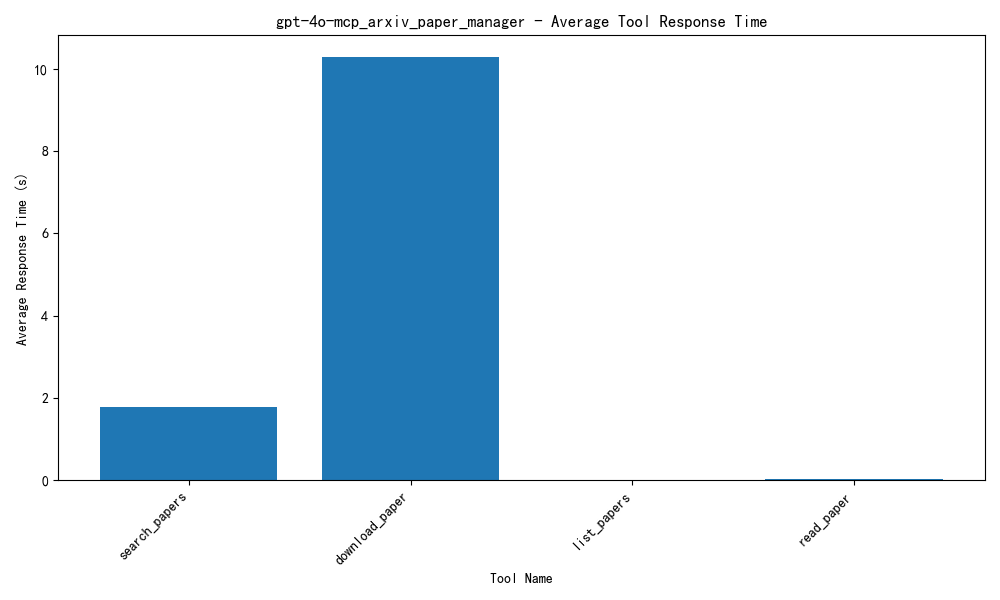 gpt-4o-mcp_arxiv_paper_manager - Average Tool Response Time
Average Response Time (s)
10
8
6
4
2
0
search_papers
download_paper
list_papers
read_paper
Tool Name